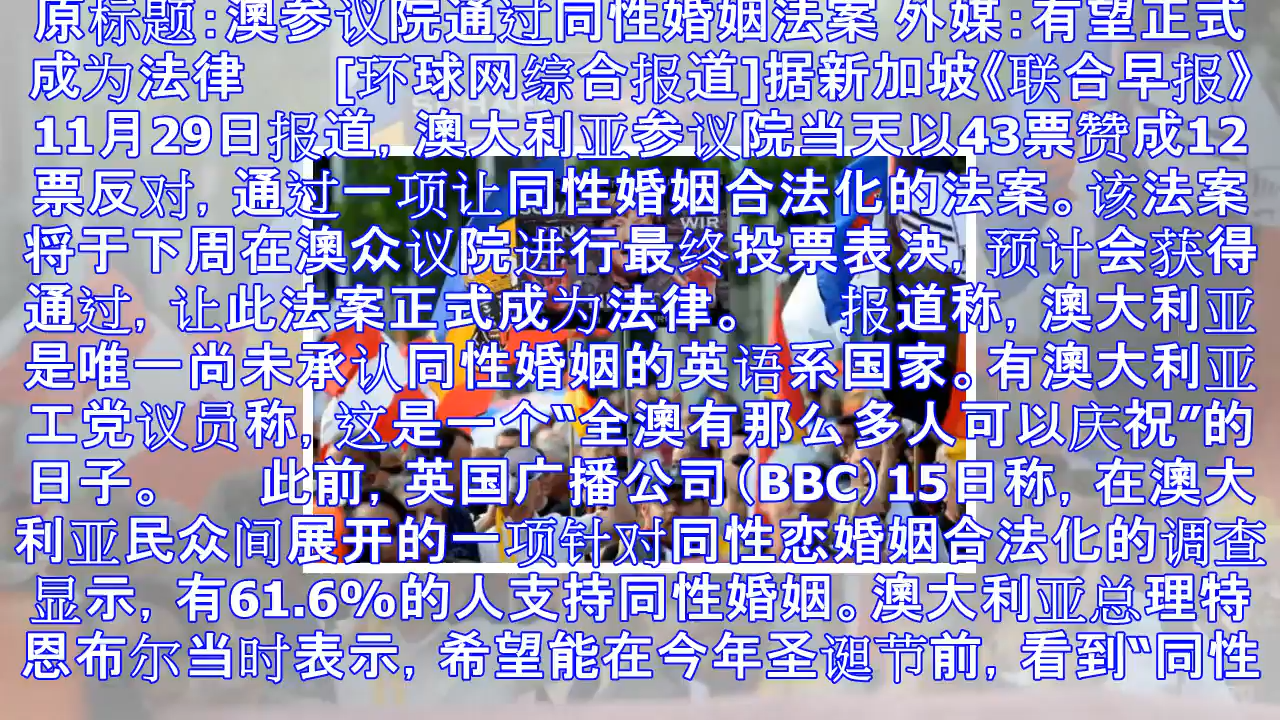 原标题:澳参议院通过同性婚姻法案 外媒:有望正式
成为法律 [环球网综合报道]据新加坡《联合早报》
11月29日报道, 澳大利亚参议院当天以43票赞成12
票反对, 通过一项让同性婚姻合法化的法案。该法案
将于下周在澳众议院进行最终投票表决, 预计会获得
通过, 让此法案正式成为法律。 报道称, 澳大利亚
是唯一尚未承认同性婚姻的英语系国家。有澳大利亚
工党议员称, 这是一个“全澳有那么多人可以庆祝”的
日子。 此前, 英国广播公司(BBC)15日称, 在澳大
利亚民众间展开的一项针对同性恋婚姻合法化的调查
显示, 有61.6%的人支持同性婚姻。澳大利亚总理特
恩布尔当时表示, 希望能在今年圣诞节前, 看到“同性
WIR